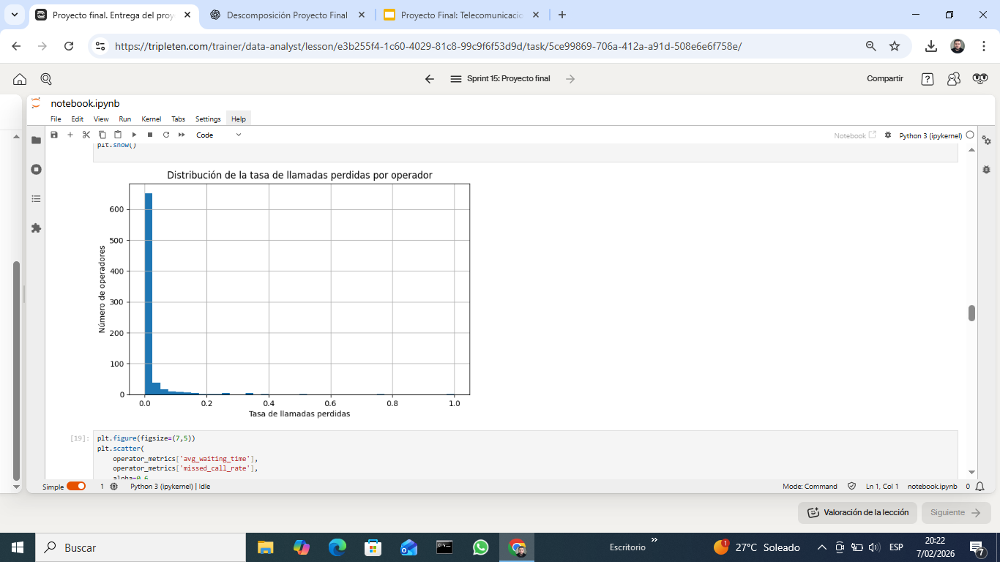 Proyecto final. Entrega del proy
Descomposición Proyecto Final
Proyecto Final: Telecomunicacio
https://tripleten.com/trainer/data-analyst/lesson/e3b255f4-1c60-4029-81c8-99c9f6f53d9d/task/5ce99869-706a-412a-a91d-508e6e6f758e/
Sprint 15: Proyecto final
Compartir
notebook.ipynb
File Edit View Run Kernel Tabs Settings Help
Code
Notebook
Python 3 (ipykernel)
plt.show()
Distribución de la tasa de llamadas perdidas por operador
Número de operadores
600
500
400
300
200
100
0
0.0 0.2 0.4 0.6 0.8 1.0
Tasa de llamadas perdidas
[19]:
plt.figure(figsize=(7,5))
plt.scatter(
operator_metrics['avg_waiting_time'],
operator_metrics['missed_call_rate'],
alpha=0.6
Simple 1 Python 3 (ipykernel) | Idle
Mode: Command Ln 1, Col 1 notebook.ipynb 0
Valoración de la lección
Siguiente
Buscar
Escritorio
1
27°C Soleado
ESP
20:22
7/02/2026
7